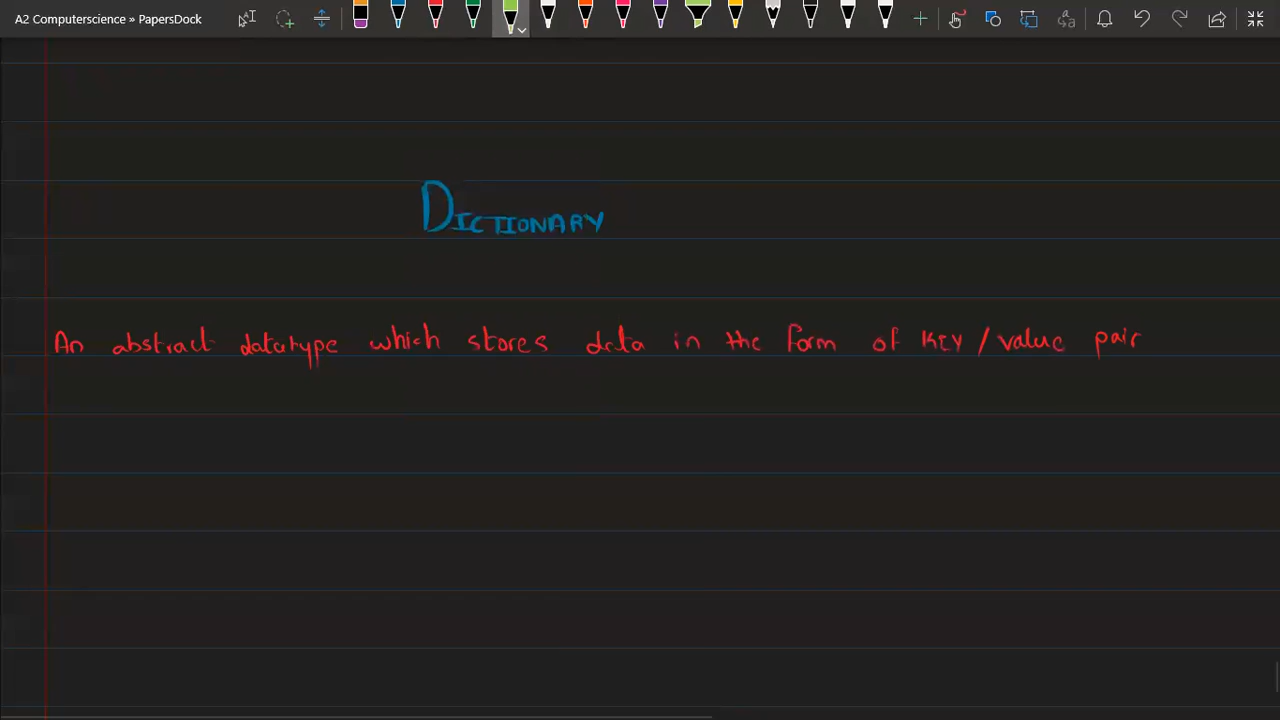 A2 Computerscience » PapersDock
DICTIONARY
An abstract datatype which stores data in the form of KEY/value pair